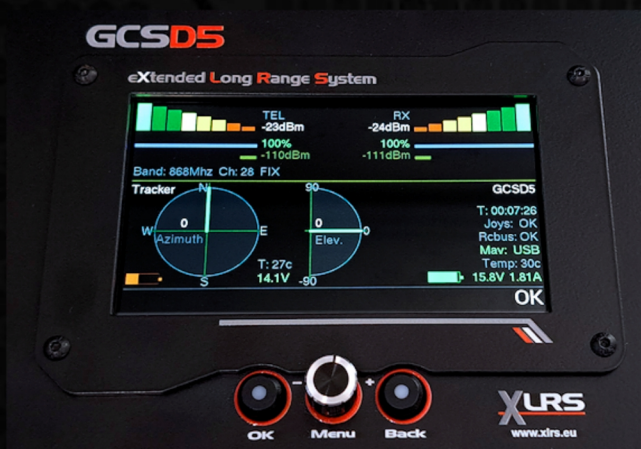 GCSD5
eXtended Long Range System
TEL RX
-23dBm -24dBm
100% 100%
-110dBm -111dBm
Band: 868Mhz Ch: 28 FIX
Tracker N 90 GCSD5
T: 00:07:26
0 0 Joys: OK
W Azimuth E Elev. 0 Rcbus: OK
Mav: USB
T: 27c Temp: 30c
14.1V 15.8V 1.81A
S -90
OK
- +
OK Menu Back
XLRS
www.xlrs.eu